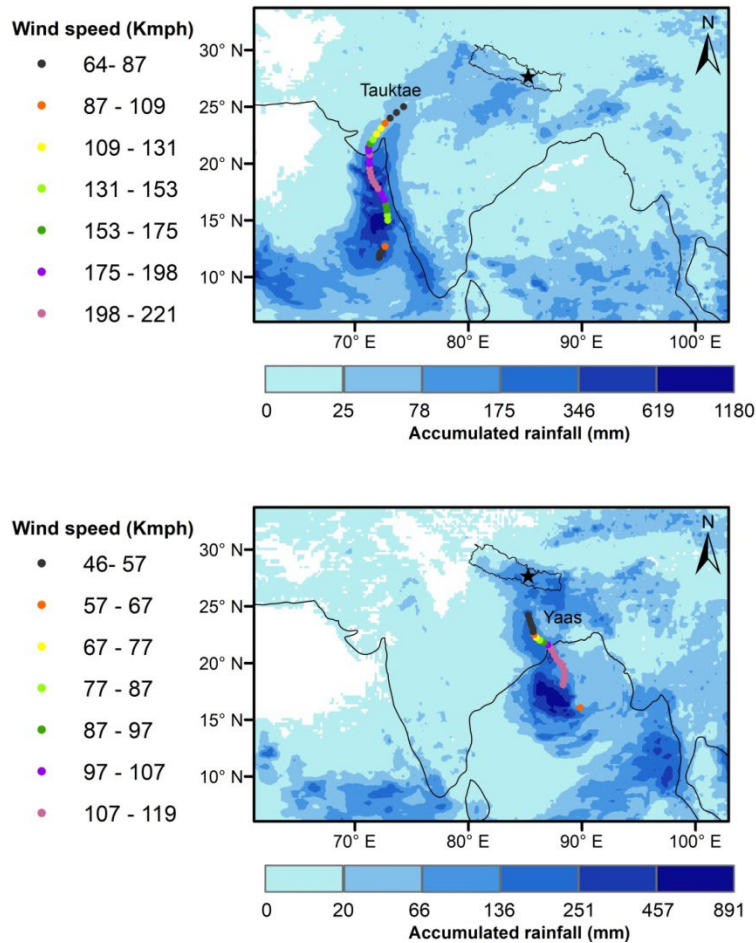 Wind speed (Kmph)
64- 87
87 - 109
109 - 131
131 - 153
153 - 175
175 - 198
198 - 221
30° N
25° N
20° N
15° N
10° N
Tauktae
N
70° E 80° E 90° E 100° E
0 25 78 175 346 619 1180
Accumulated rainfall (mm)
Wind speed (Kmph)
46- 57
57 - 67
67 - 77
77 - 87
87 - 97
97 - 107
107 - 119
30° N
25° N
20° N
15° N
10° N
N
Yaas
70° E 80° E 90° E 100° E
0 20 66 136 251 457 891
Accumulated rainfall (mm)